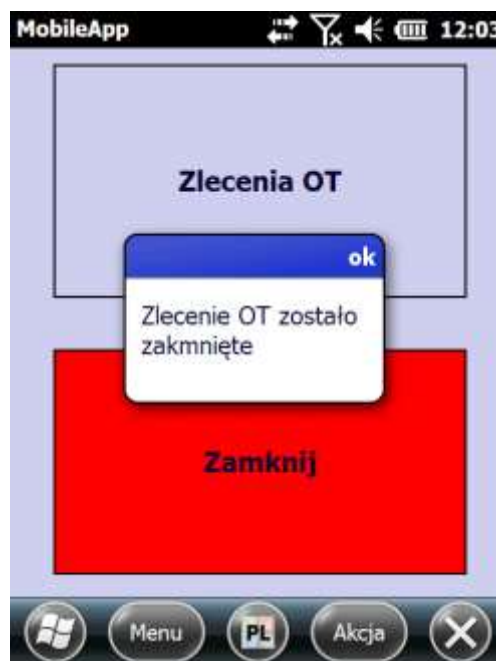 MobileApp 12:03
Zlecenia OT
ok
Zlecenie OT zostało
zakmnięte
Zamknij
Menu PL Akcja